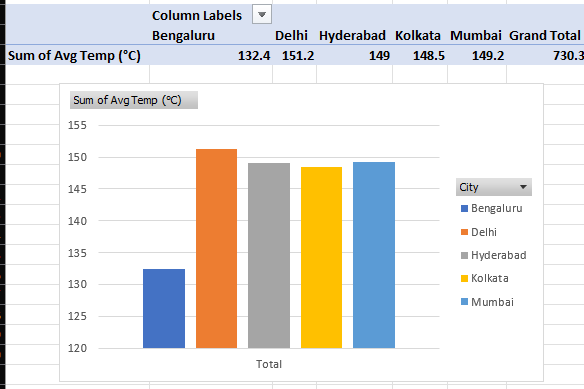 Column Labels
Bengaluru Delhi Hyderabad Kolkata Mumbai Grand Total
Sum of Avg Temp (°C) 132.4 151.2 149 148.5 149.2 730.3
Sum of Avg Temp (°C)
155
150
145
140
135
130
125
120
Total
City
Bengaluru
Delhi
Hyderabad
Kolkata
Mumbai